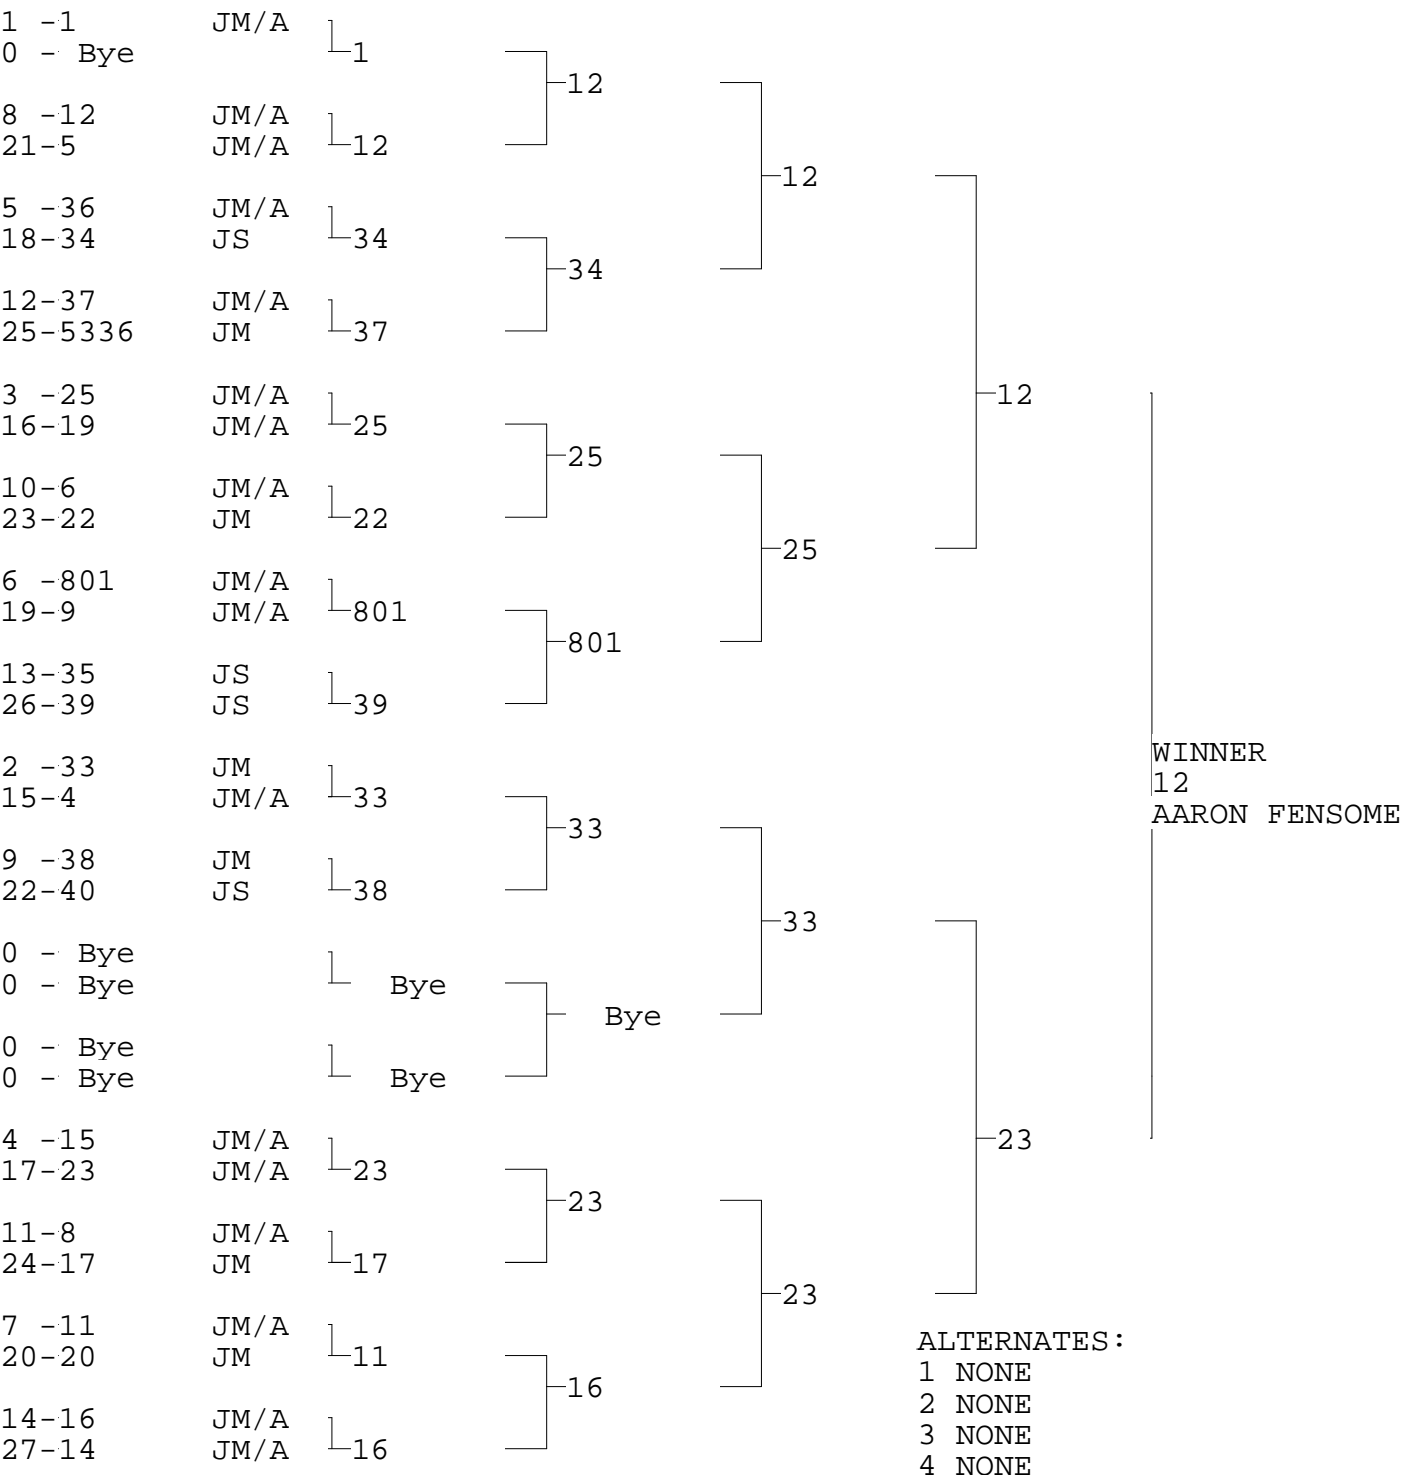 1 -1 JM/A
0 - Bye 1
12
8 -12 JM/A
21-5 JM/A 12
12
5 -36 JM/A
18-34 JS 34
34
12-37 JM/A
25-5336 JM 37
3 -25 JM/A 12
16-19 JM/A 25
25
10-6 JM/A
23-22 JM 22
25
6 -801 JM/A
19-9 JM/A 801
801
13-35 JS
26-39 JS 39
WINNER
2 -33 JM
12
15-4 JM/A 33
AARON FENSOME
33
9 -38 JM
22-40 JS 38
33
0 - Bye
0 - Bye Bye
Bye
0 - Bye
0 - Bye Bye
4 -15 JM/A 23
17-23 JM/A 23
23
11-8 JM/A
24-17 JM 17
23
7 -11 JM/A
ALTERNATES:
20-20 JM 11
1 NONE
16
2 NONE
14-16 JM/A
3 NONE
27-14 JM/A 16
4 NONE